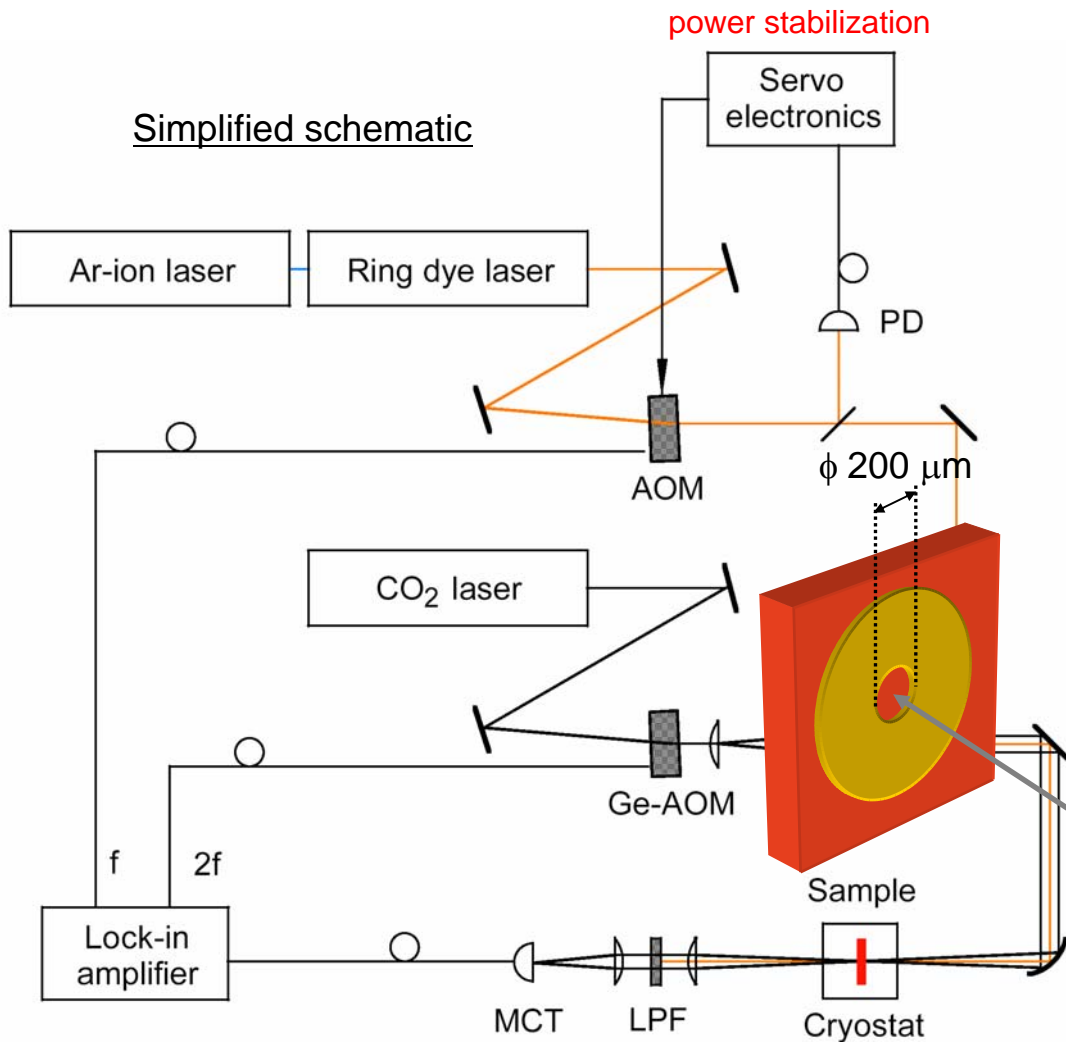 power stabilization
Servo
electronics
Simplified schematic
Ar-ion laser
Ring dye laser
PD
AOM
ϕ 200 μm
CO₂ laser
Ge-AOM
f
2f
Sample
Lock-in
amplifier
MCT
LPF
Cryostat